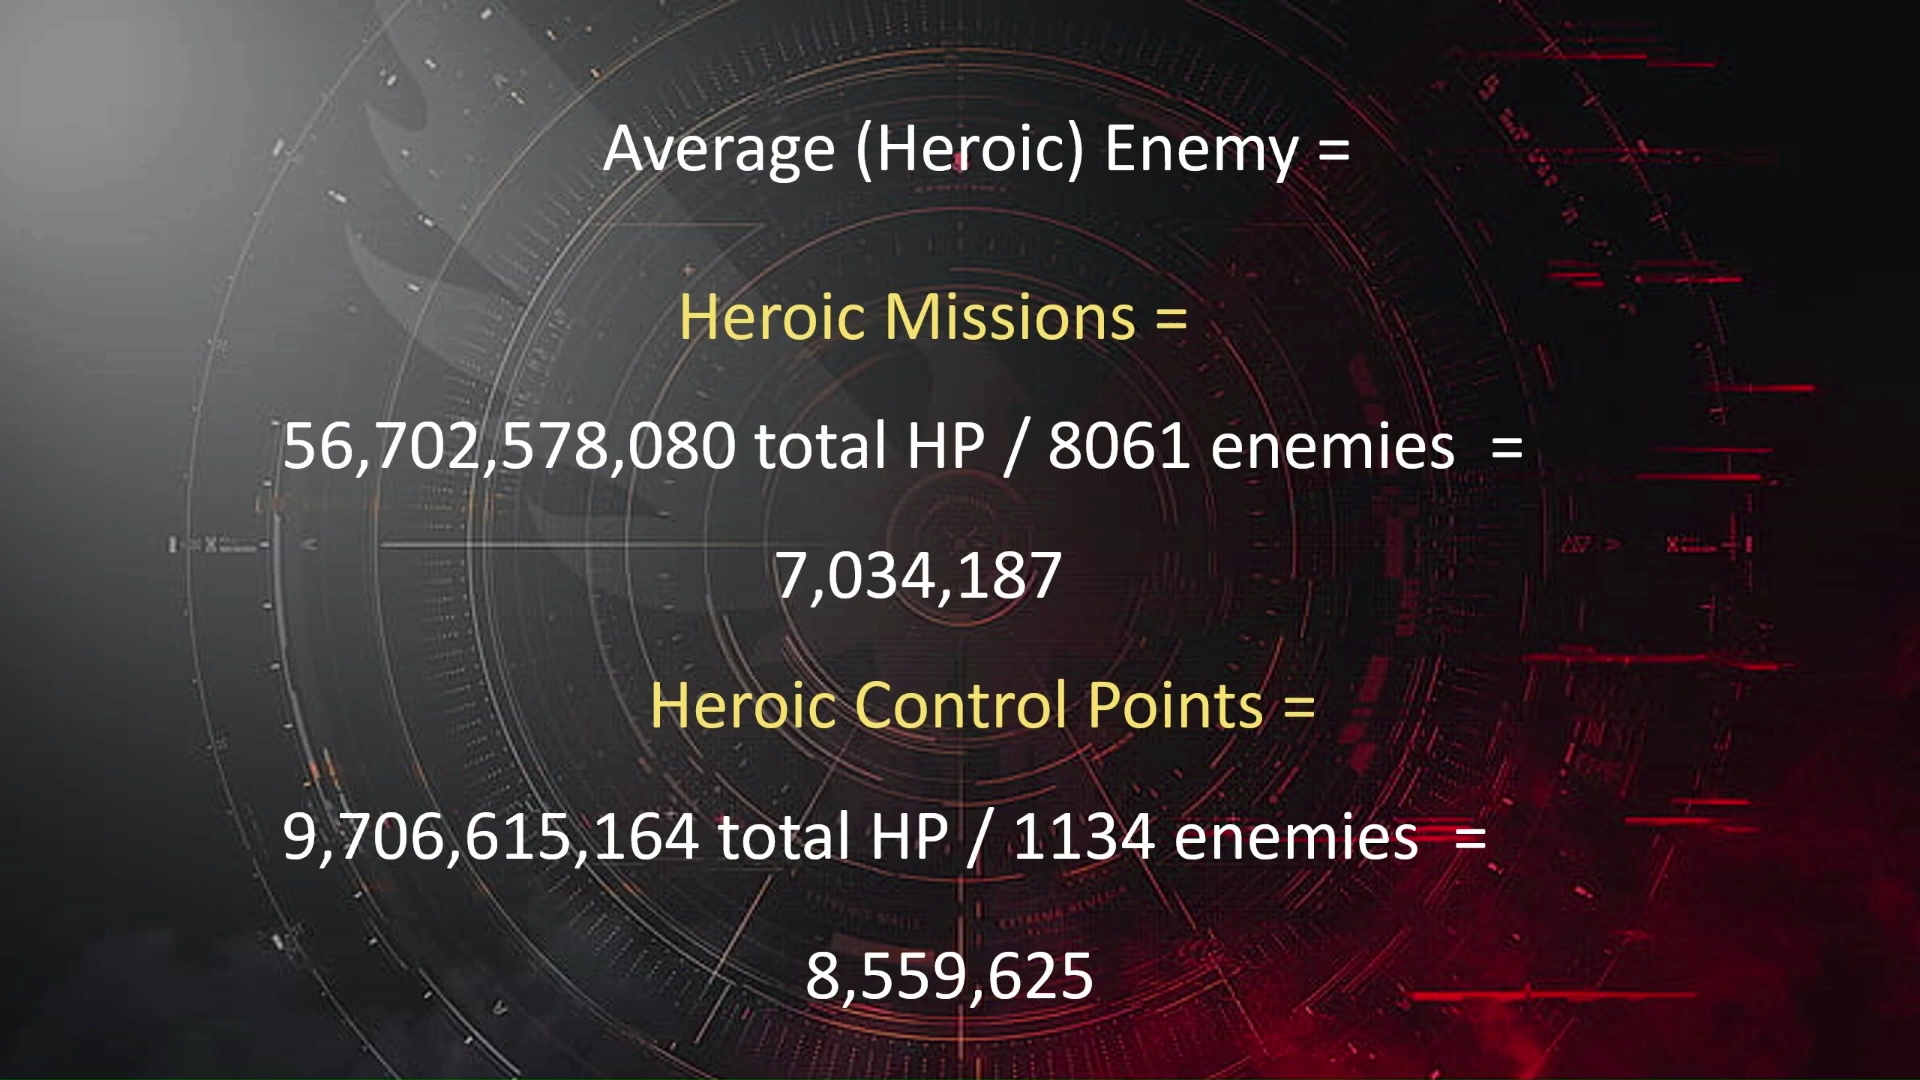 Average (Heroic) Enemy =
Heroic Missions =
56,702,578,080 total HP / 8061 enemies =
7,034,187
Heroic Control Points =
9,706,615,164 total HP / 1134 enemies =
8,559,625